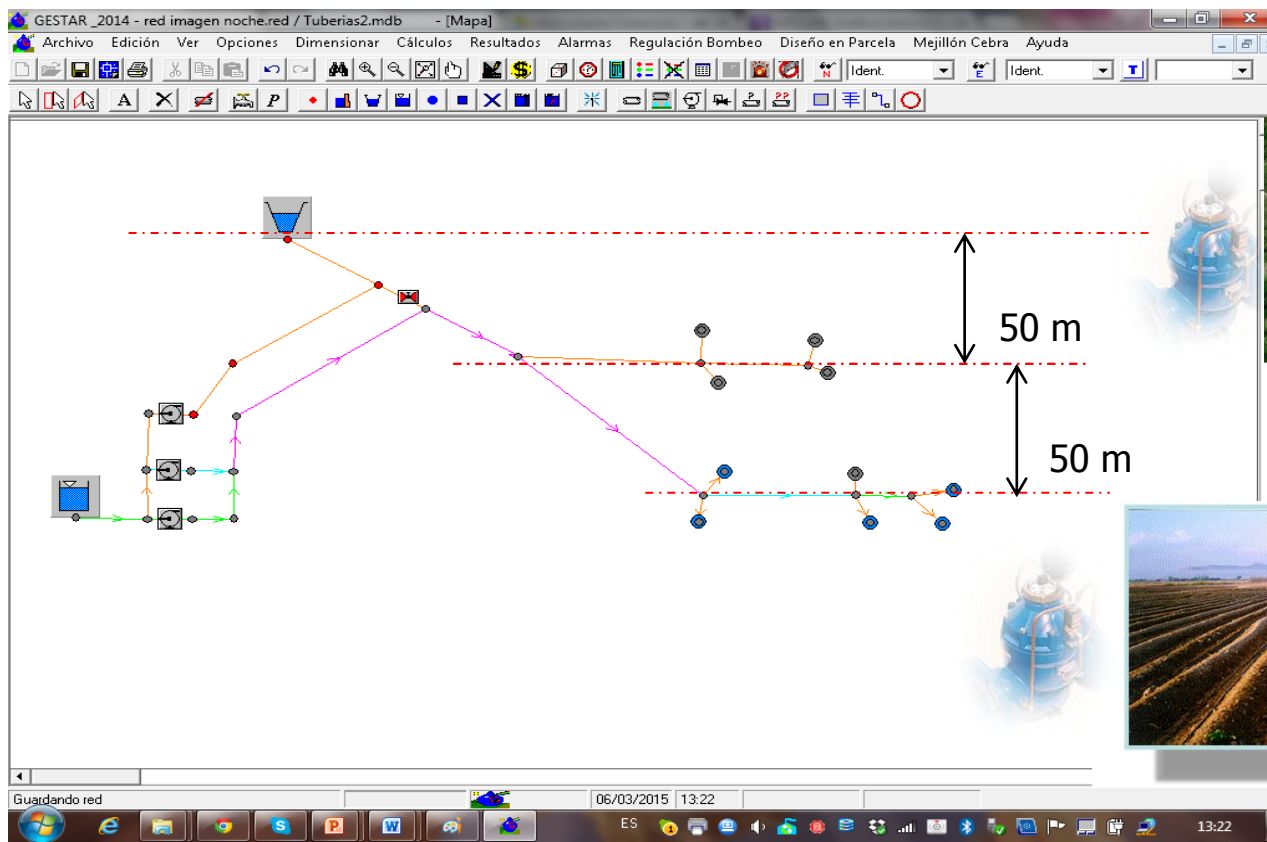 GESTAR _2014 - red imagen noche.red / Tuberias2.mdb - [Mapa]
Archivo Edición Ver Opciones Dimensionar Cálculos Resultados Alarmas Regulación Bombeo Diseño en Parcela Mejillón Cebra Ayuda
N Ident. E Ident. T
A P P PP
50 m
50 m
Guardando red 06/03/2015 13:22
ES 13:22